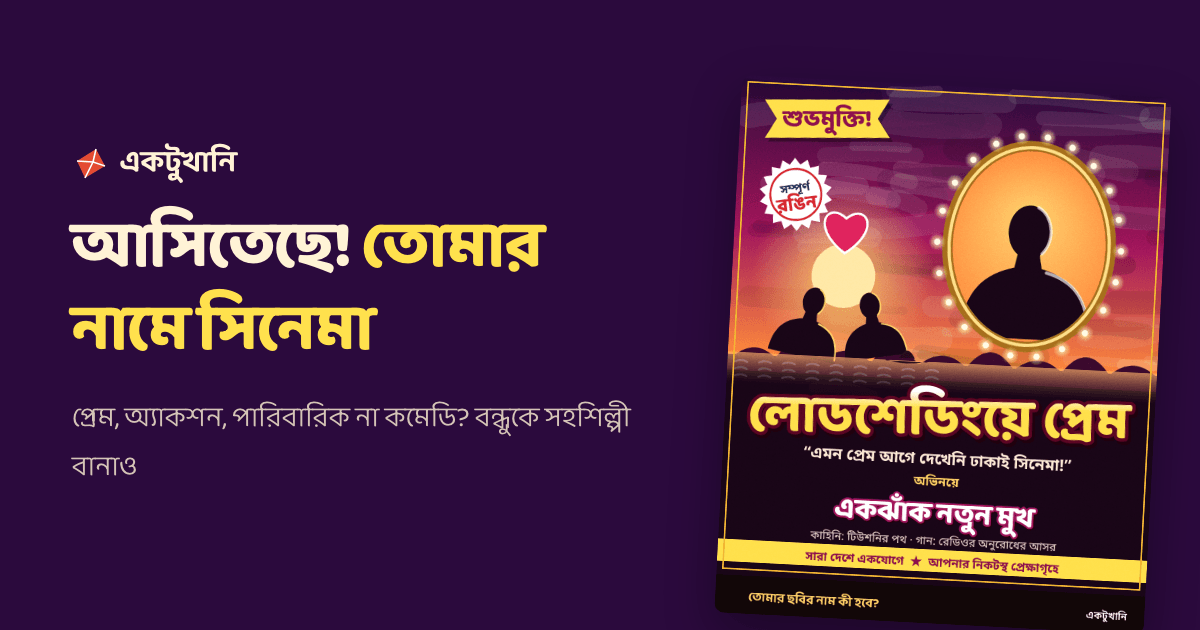 একটুখানি
আসিতেছে! তোমার
নামে সিনেমা
প্রেম, অ্যাকশন, পারিবারিক না কমেডি? বন্ধুকে সহশিল্পী
বানাও
শুভমুক্তি!
সম্পূর্ণ
রঙিন
লোডশেডিংয়ে প্রেম
“এমন প্রেম আগে দেখেনি ঢাকাই সিনেমা!”
অভিনয়ে
একঝাঁক নতুন মুখ
কাহিনি: টিউশনির পথ · গান: রেডিওর অনুরোধের আসর
সারা দেশে একযোগে ★ আপনার নিকটস্থ প্রেক্ষাগৃহে
তোমার ছবির নাম কী হবে?
একটুখানি